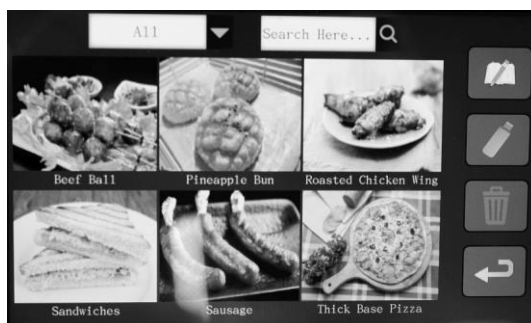 All
Search Here...
Beef Ball
Pineapple Bun
Roasted Chicken Wing
Sandwiches
Sausage
Thick Base Pizza